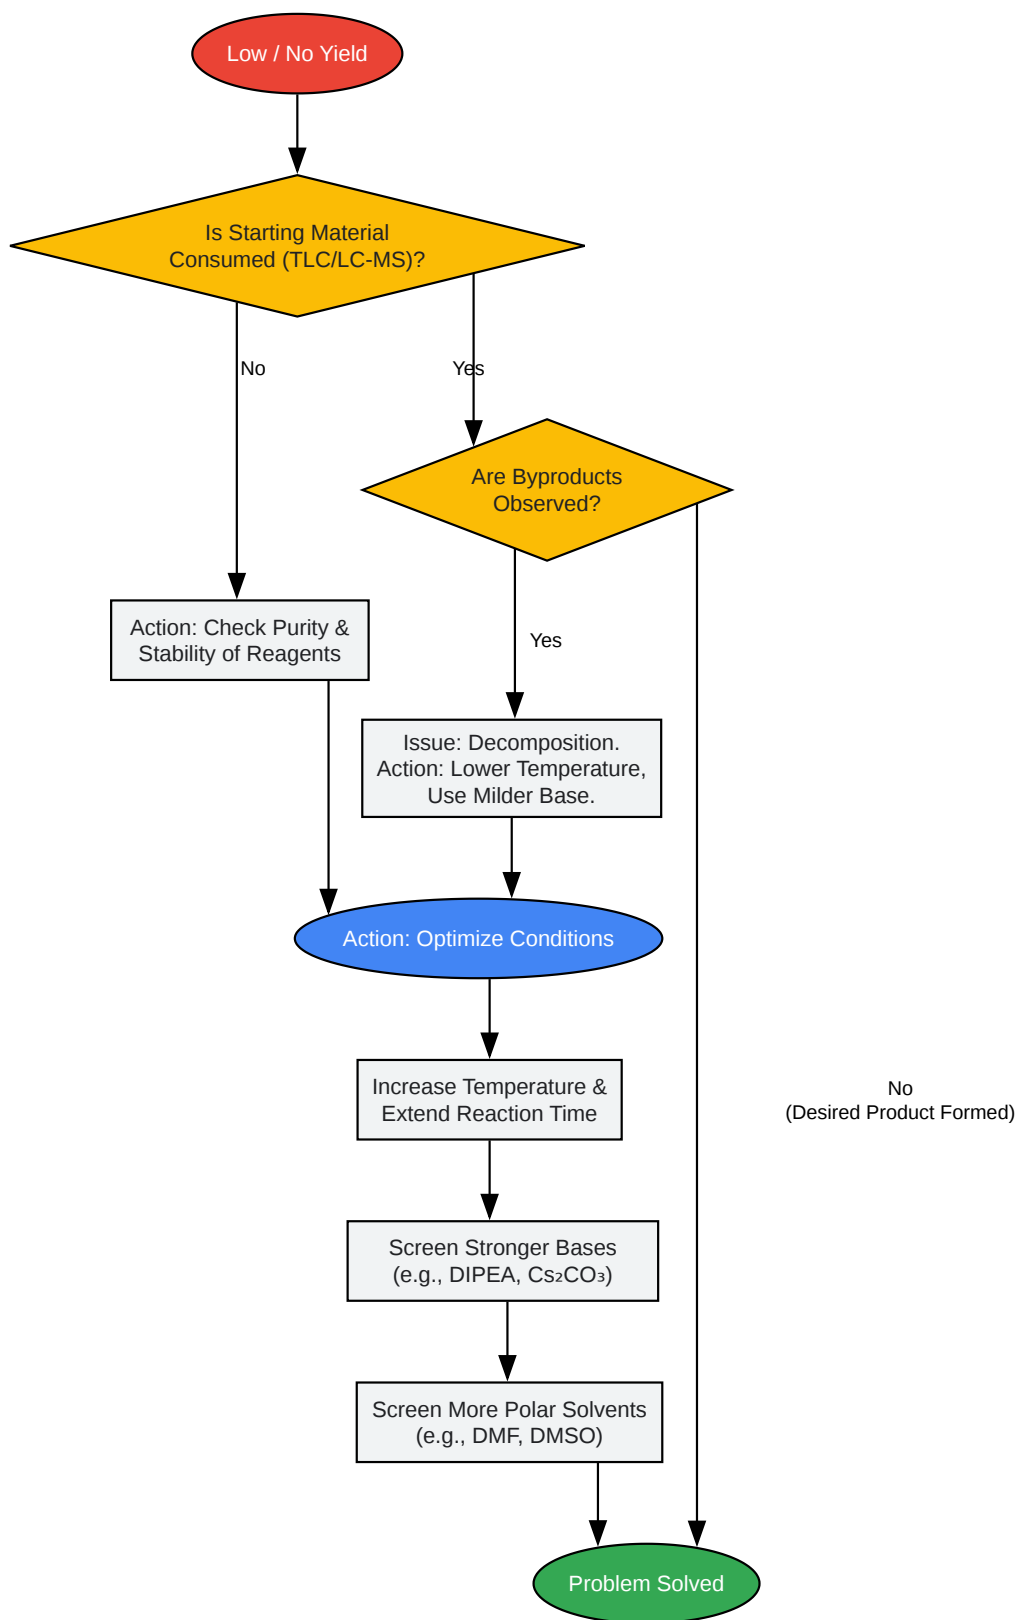 Low / No Yield
Is Starting Material
Consumed (TLC/LC-MS)?
No
Yes
Are Byproducts
Observed?
Action: Check Purity &
Stability of Reagents
Yes
Issue: Decomposition.
Action: Lower Temperature,
Use Milder Base.
Action: Optimize Conditions
Increase Temperature &
Extend Reaction Time
No
(Desired Product Formed)
Screen Stronger Bases
(e.g., DIPEA, Cs₂CO₃)
Screen More Polar Solvents
(e.g., DMF, DMSO)
Problem Solved